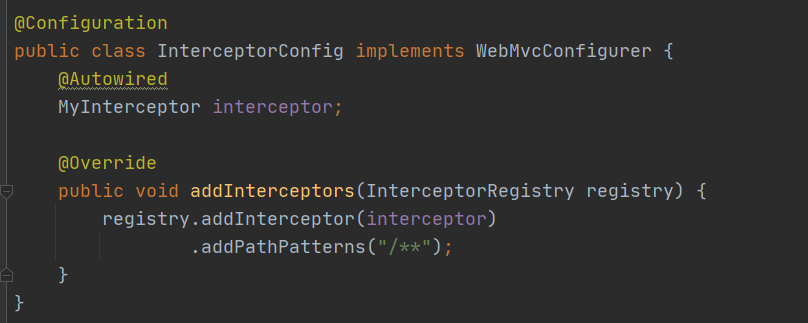 @Configuration
public class InterceptorConfig implements WebMvcConfigurer {
    @Autowired
    MyInterceptor interceptor;

    @Override
    public void addInterceptors(InterceptorRegistry registry) {
        registry.addInterceptor(interceptor)
                .addPathPatterns("/**");
    }
}